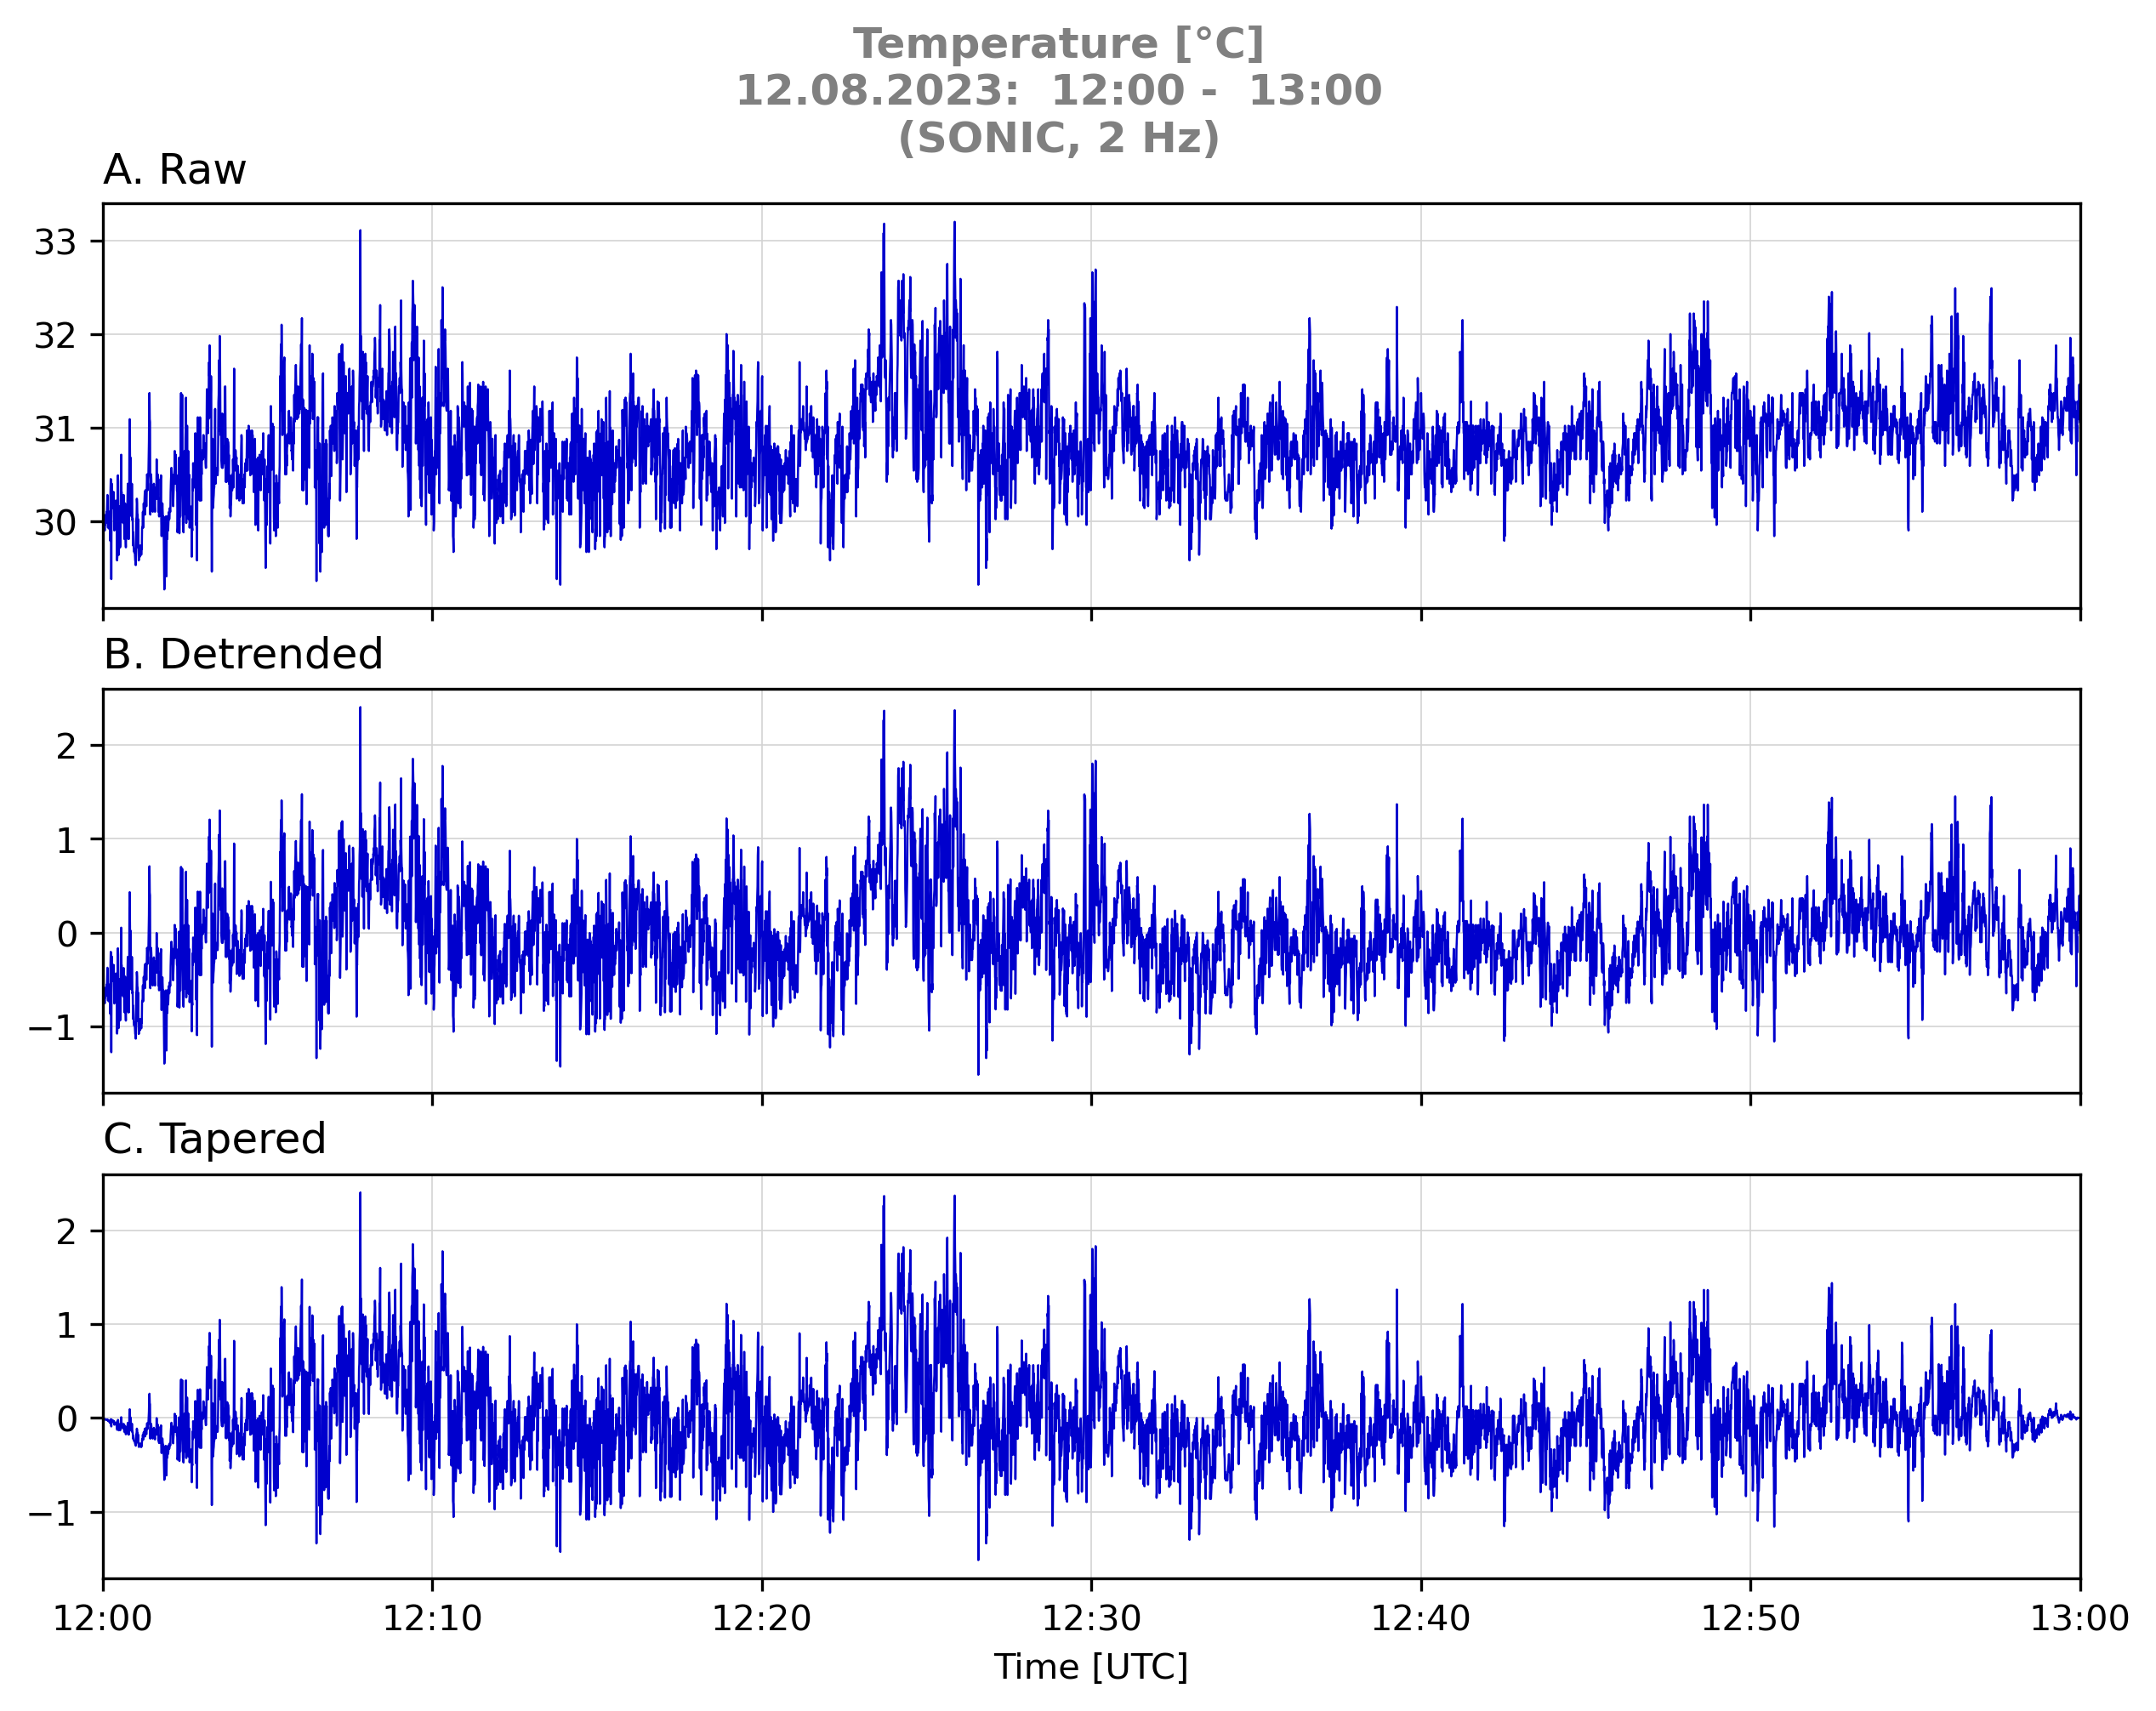 Temperature [°C]
12.08.2023:  12:00 -  13:00
(SONIC, 2 Hz)
A. Raw
33
32
31
30
B. Detrended
2
1
0
−1
C. Tapered
2
1
0
−1
12:00 12:10 12:20 12:30 12:40 12:50 13:00
Time [UTC]